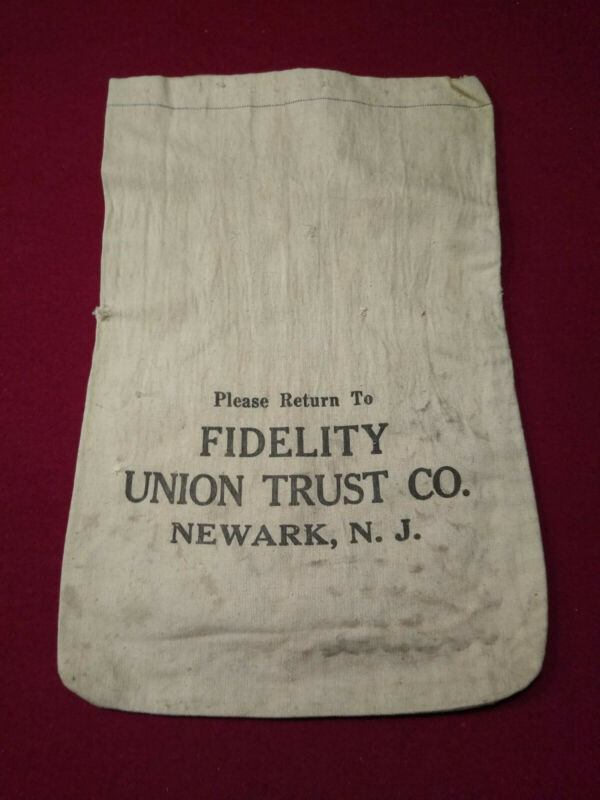 Please Return To
FIDELITY
UNION TRUST CO.
NEWARK, N. J.